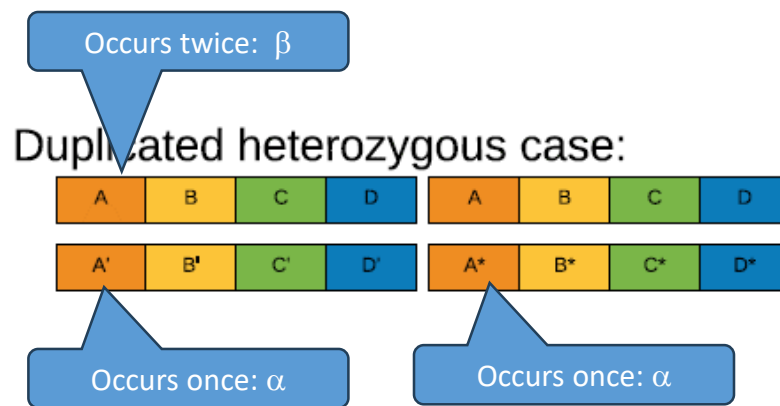 Occurs twice: β
Duplicated heterozygous case:
A B C D A B C D
A' B' C' D' A* B* C* D*
Occurs once: α
Occurs once: α